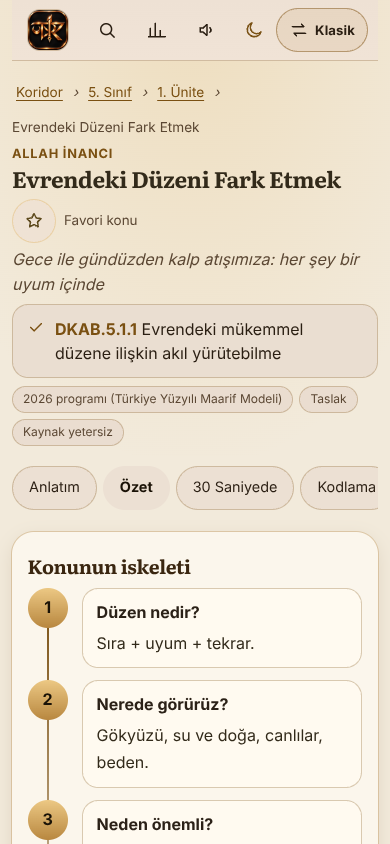 Klasik
Koridor › 5. Sınıf › 1. Ünite ›
Evrendeki Düzeni Fark Etmek
ALLAH İNANCI
Evrendeki Düzeni Fark Etmek
Favori konu
Gece ile gündüzden kalp atışımıza: her şey bir
uyum içinde
DKAB.5.1.1 Evrendeki mükemmel
düzene ilişkin akıl yürütebilme
2026 programı (Türkiye Yüzyılı Maarif Modeli) Taslak
Kaynak yetersiz
Anlatım Özet 30 Saniyede Kodlama
Konunun iskeleti
1 Düzen nedir?
Sıra + uyum + tekrar.
2 Nerede görürüz?
Gökyüzü, su ve doğa, canlılar,
beden.
3 Neden önemli?